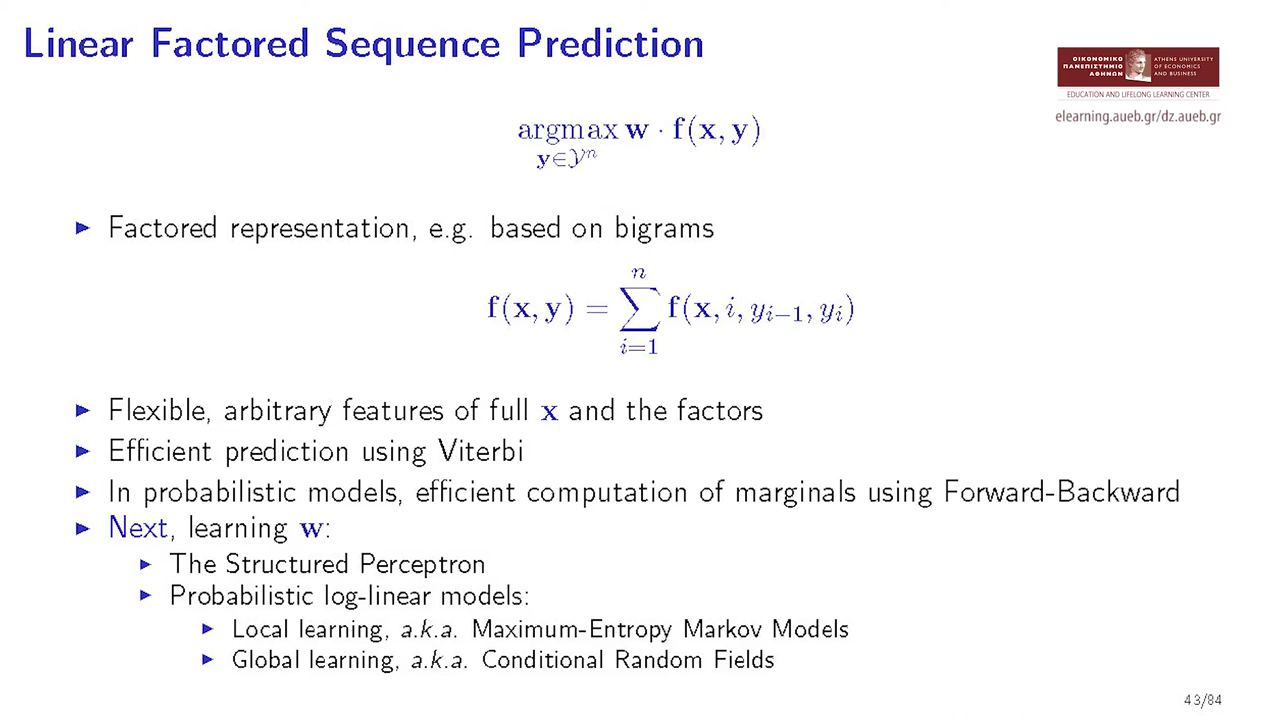 Linear Factored Sequence Prediction
ΟΙΚΟΝΟΜΙΚΟ
ΠΑΝΕΠΙΣΤΗΜΙΟ
ΑΘΗΝΩΝ
ATHENS UNIVERSITY
OF ECONOMICS
AND BUSINESS
EDUCATION AND LIFELONG LEARNING CENTER
elearning.aueb.gr/dz.aueb.gr
argmax w · f(x, y)
y∈𝒴ⁿ
▶ Factored representation, e.g. based on bigrams
n
f(x, y) = ∑ f(x, i, yᵢ₋₁, yᵢ)
i=1
▶ Flexible, arbitrary features of full x and the factors
▶ Efficient prediction using Viterbi
▶ In probabilistic models, efficient computation of marginals using Forward-Backward
▶ Next, learning w:
▶ The Structured Perceptron
▶ Probabilistic log-linear models:
▶ Local learning, a.k.a. Maximum-Entropy Markov Models
▶ Global learning, a.k.a. Conditional Random Fields
43/84